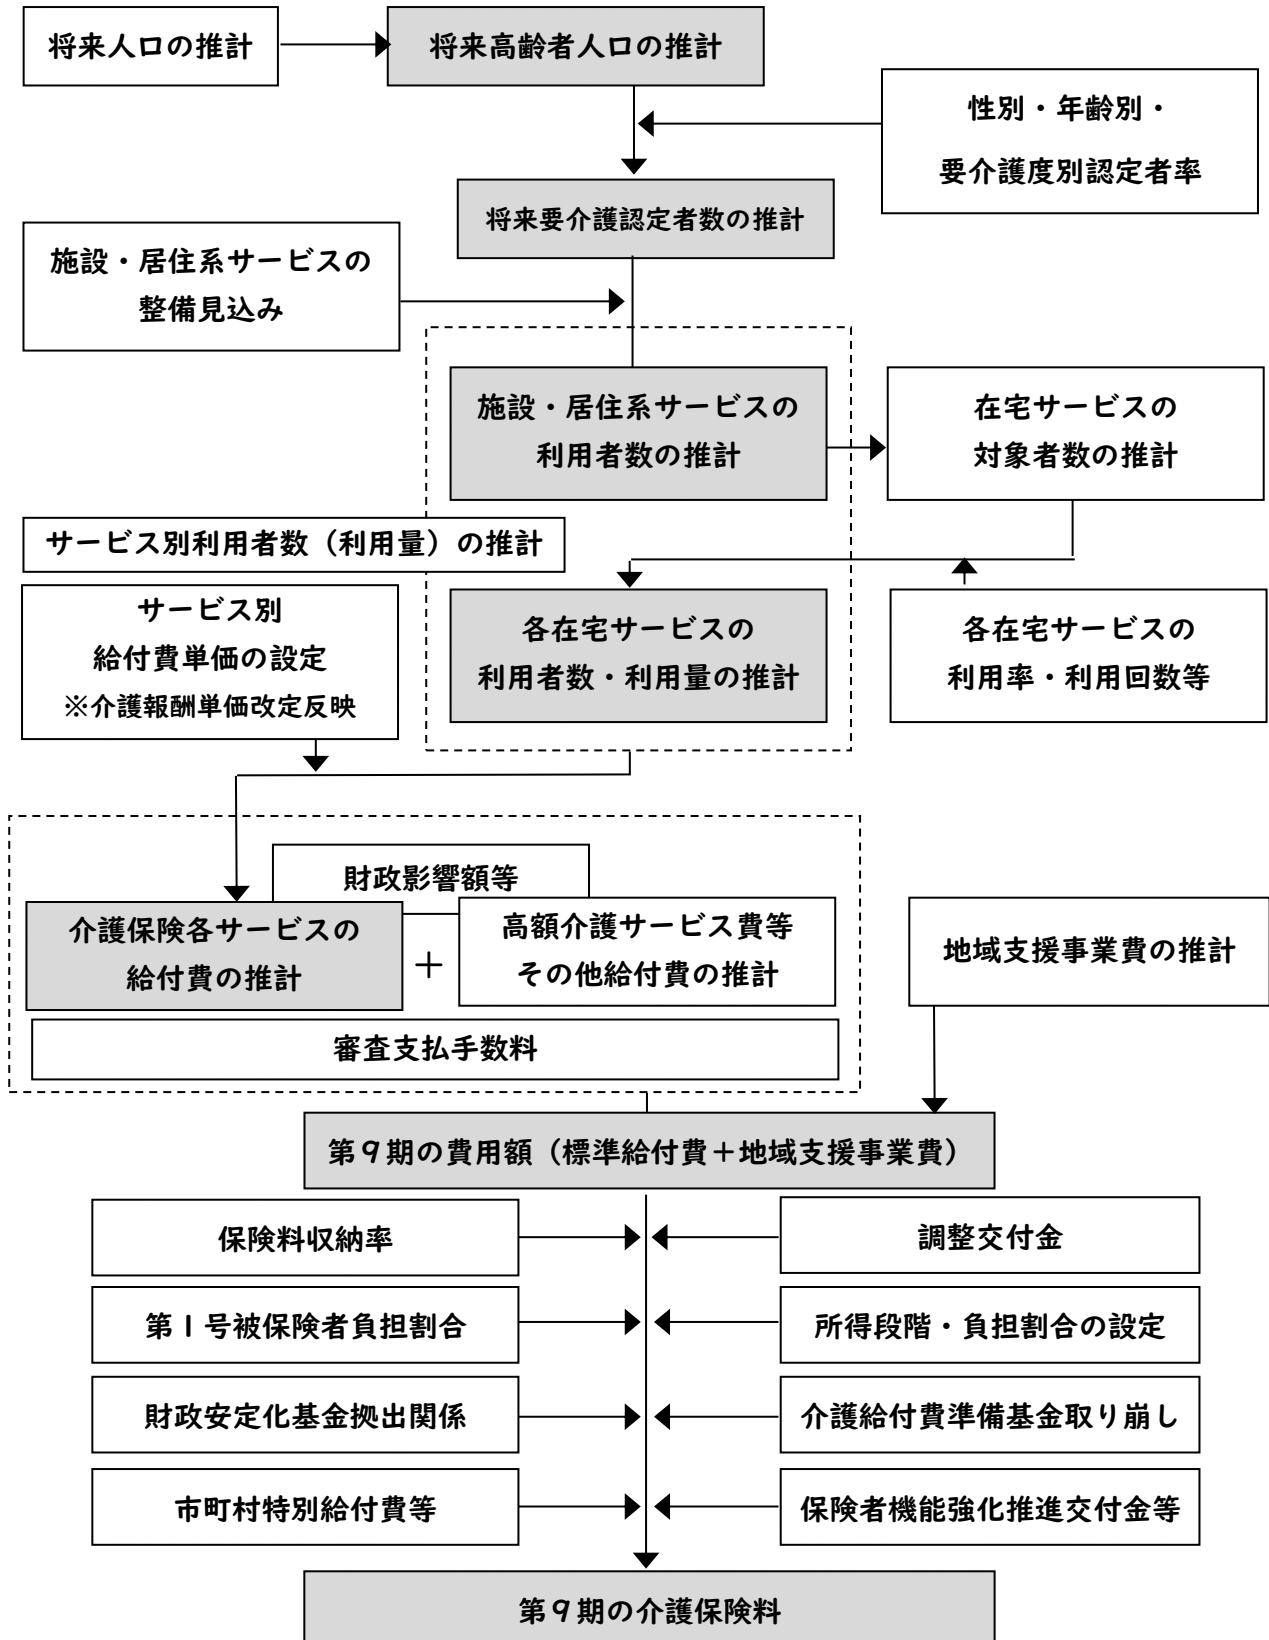 将来人口の推計
将来高齢者人口の推計
性別・年齢別・
要介護度別認定者率
将来要介護認定者数の推計
施設・居住系サービスの
整備見込み
施設・居住系サービスの
利用者数の推計
在宅サービスの
対象者数の推計
サービス別利用者数（利用量）の推計
サービス別
給付費単価の設定
※介護報酬単価改定反映
各在宅サービスの
利用者数・利用量の推計
各在宅サービスの
利用率・利用回数等
財政影響額等
介護保険各サービスの
給付費の推計
＋
高額介護サービス費等
その他給付費の推計
地域支援事業費の推計
審査支払手数料
第９期の費用額（標準給付費＋地域支援事業費）
保険料収納率
調整交付金
第１号被保険者負担割合
所得段階・負担割合の設定
財政安定化基金拠出関係
介護給付費準備基金取り崩し
市町村特別給付費等
保険者機能強化推進交付金等
第９期の介護保険料